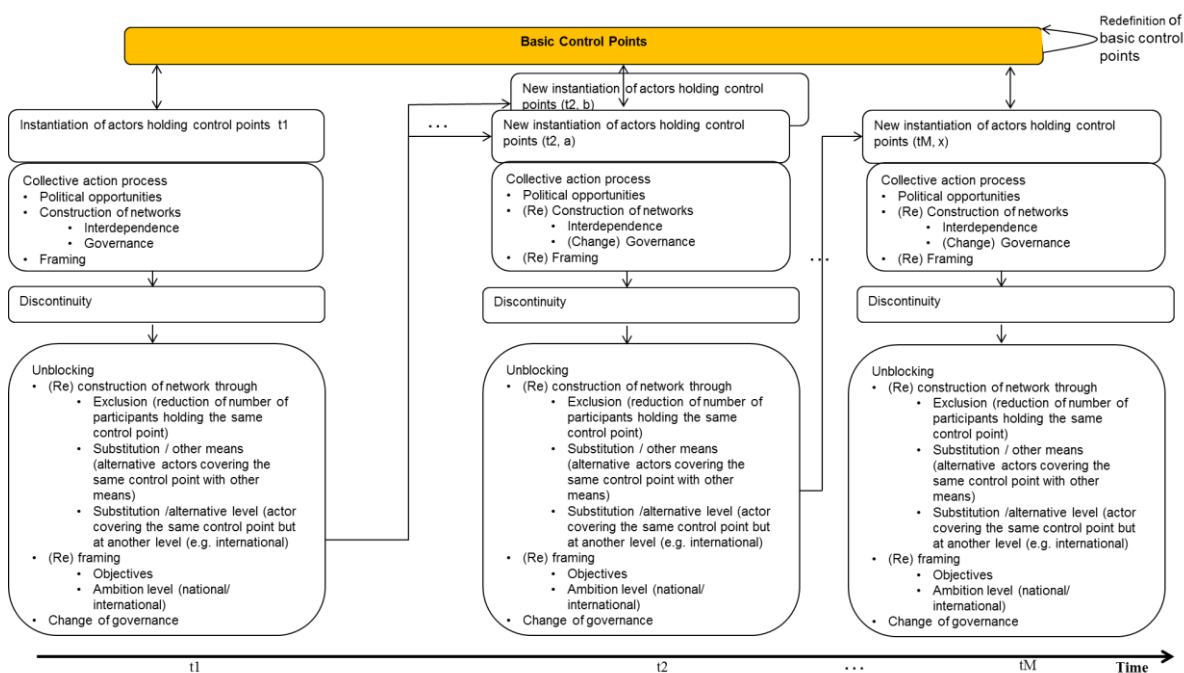 Redefinition of
basic control
points
Basic Control Points
Instantiation of actors holding control points t1
Collective action process
• Political opportunities
• Construction of networks
• Interdependence
• Governance
• Framing
Discontinuity
Unblocking
• (Re) construction of network through
• Exclusion (reduction of number of
participants holding the same
control point)
• Substitution / other means
(alternative actors covering the
same control point with other
means)
• Substitution /alternative level (actor
covering the same control point but
at another level (e.g. international)
• (Re) framing
• Objectives
• Ambition level (national/
international)
• Change of governance
...
New instantiation of actors holding control
points (t2, b)
New instantiation of actors holding control
points (t2, a)
Collective action process
• Political opportunities
• (Re) Construction of networks
• Interdependence
• (Change) Governance
• (Re) Framing
Discontinuity
Unblocking
• (Re) construction of network through
• Exclusion (reduction of number of
participants holding the same
control point)
• Substitution / other means
(alternative actors covering the
same control point with other
means)
• Substitution /alternative level (actor
covering the same control point but
at another level (e.g. international)
• (Re) framing
• Objectives
• Ambition level (national/
international)
• Change of governance
...
New instantiation of actors holding control
points (tM, x)
Collective action process
• Political opportunities
• (Re) Construction of networks
• Interdependence
• (Change) Governance
• (Re) Framing
Discontinuity
Unblocking
• (Re) construction of network through
• Exclusion (reduction of number of
participants holding the same
control point)
• Substitution / other means
(alternative actors covering the
same control point with other
means)
• Substitution /alternative level (actor
covering the same control point but
at another level (e.g. international)
• (Re) framing
• Objectives
• Ambition level (national/
international)
• Change of governance
t1 t2 ... tM Time